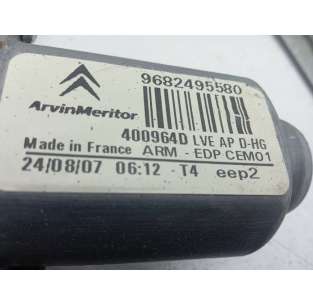 9682495580
ArvinMeritor
400964D LVE AP D-HG
Made in France ARM - EDP CEM01
24/08/07 06:12 - T4 eep2